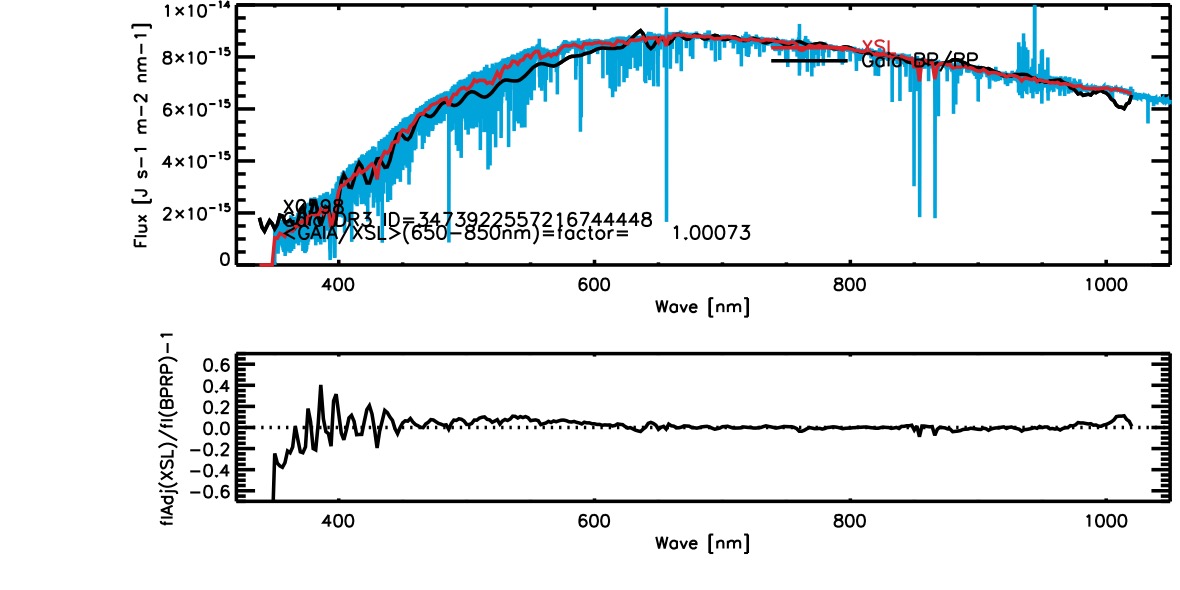 1×10⁻¹⁴
8×10⁻¹⁵
6×10⁻¹⁵
4×10⁻¹⁵
2×10⁻¹⁵
0
Flux [J s−1 m−2 nm−1]
XSL
Gaia BP/RP
DR3 ID=3473922557216744448
<GAIA/XSL>(650−850nm)=factor= 1.00073
400 600 800 1000
Wave [nm]
0.6
0.4
0.2
0.0
−0.2
−0.4
−0.6
flAdj(XSL)/fl(BPRP)−1
400 600 800 1000
Wave [nm]